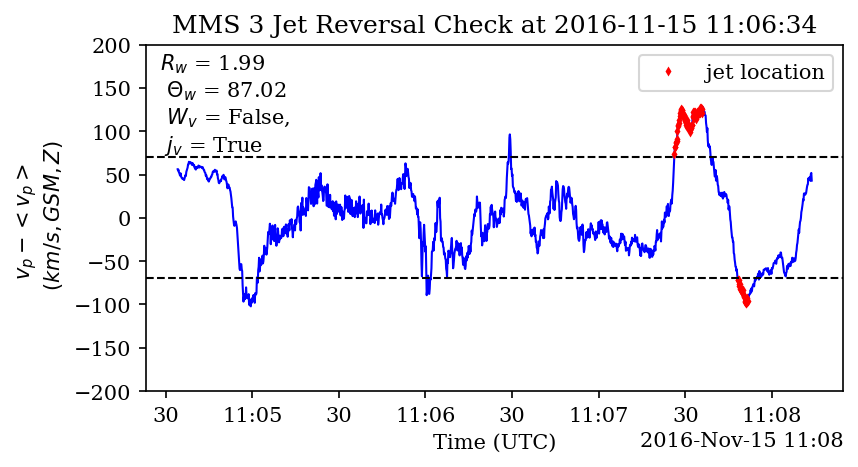 MMS 3 Jet Reversal Check at 2016-11-15 11:06:34
R_w = 1.99
Θ_w = 87.02
W_v = False,
j_v = True
jet location
v_p − < v_p >
(km/s, GSM, Z)
200
150
100
50
0
−50
−100
−150
−200
30 11:05 30 11:06 30 11:07 30 11:08
Time (UTC)
2016-Nov-15 11:08